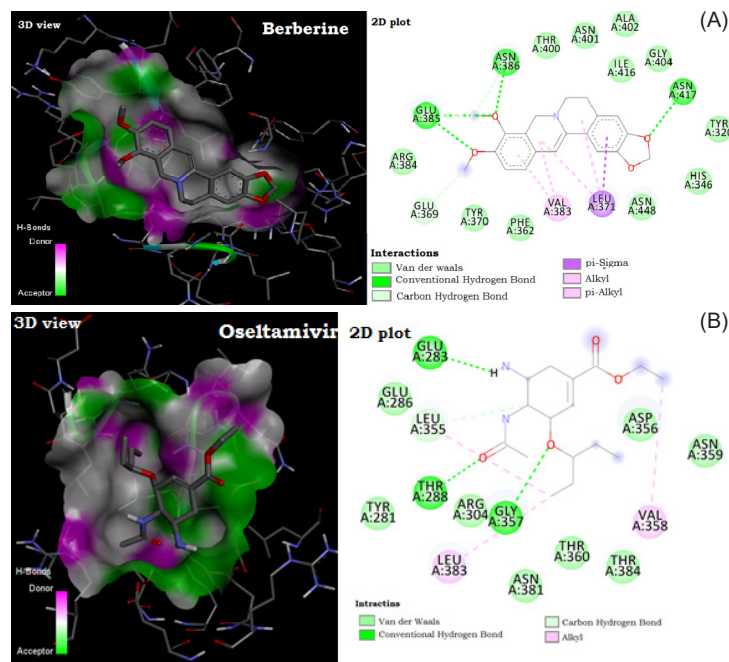 3D view
Berberine
H-Bonds
Donor
Acceptor
2D plot
(A)
ASN
A:386
THR
A:400
ASN
A:401
ALA
A:402
ILE
A:416
GLY
A:404
ASN
A:417
GLU
A:385
TYR
A:320
ARG
A:384
HIS
A:346
GLU
A:369
TYR
A:370
PHE
A:362
VAL
A:383
LEU
A:371
ASN
A:448
O
O
N
O
O
Interactions
Van der waals
Conventional Hydrogen Bond
Carbon Hydrogen Bond
pi-Sigma
Alkyl
pi-Alkyl
3D view
Oseltamivir
H-Bonds
Donor
Acceptor
2D plot
(B)
GLU
A:283
GLU
A:286
LEU
A:355
ASP
A:356
ASN
A:359
THR
A:288
TYR
A:281
ARG
A:304
GLY
A:357
VAL
A:358
LEU
A:383
ASN
A:381
THR
A:360
THR
A:384
O
O
N
H
N
O
O
Intractins
Van der Waals
Conventional Hydrogen Bond
Carbon Hydrogen Bond
Alkyl